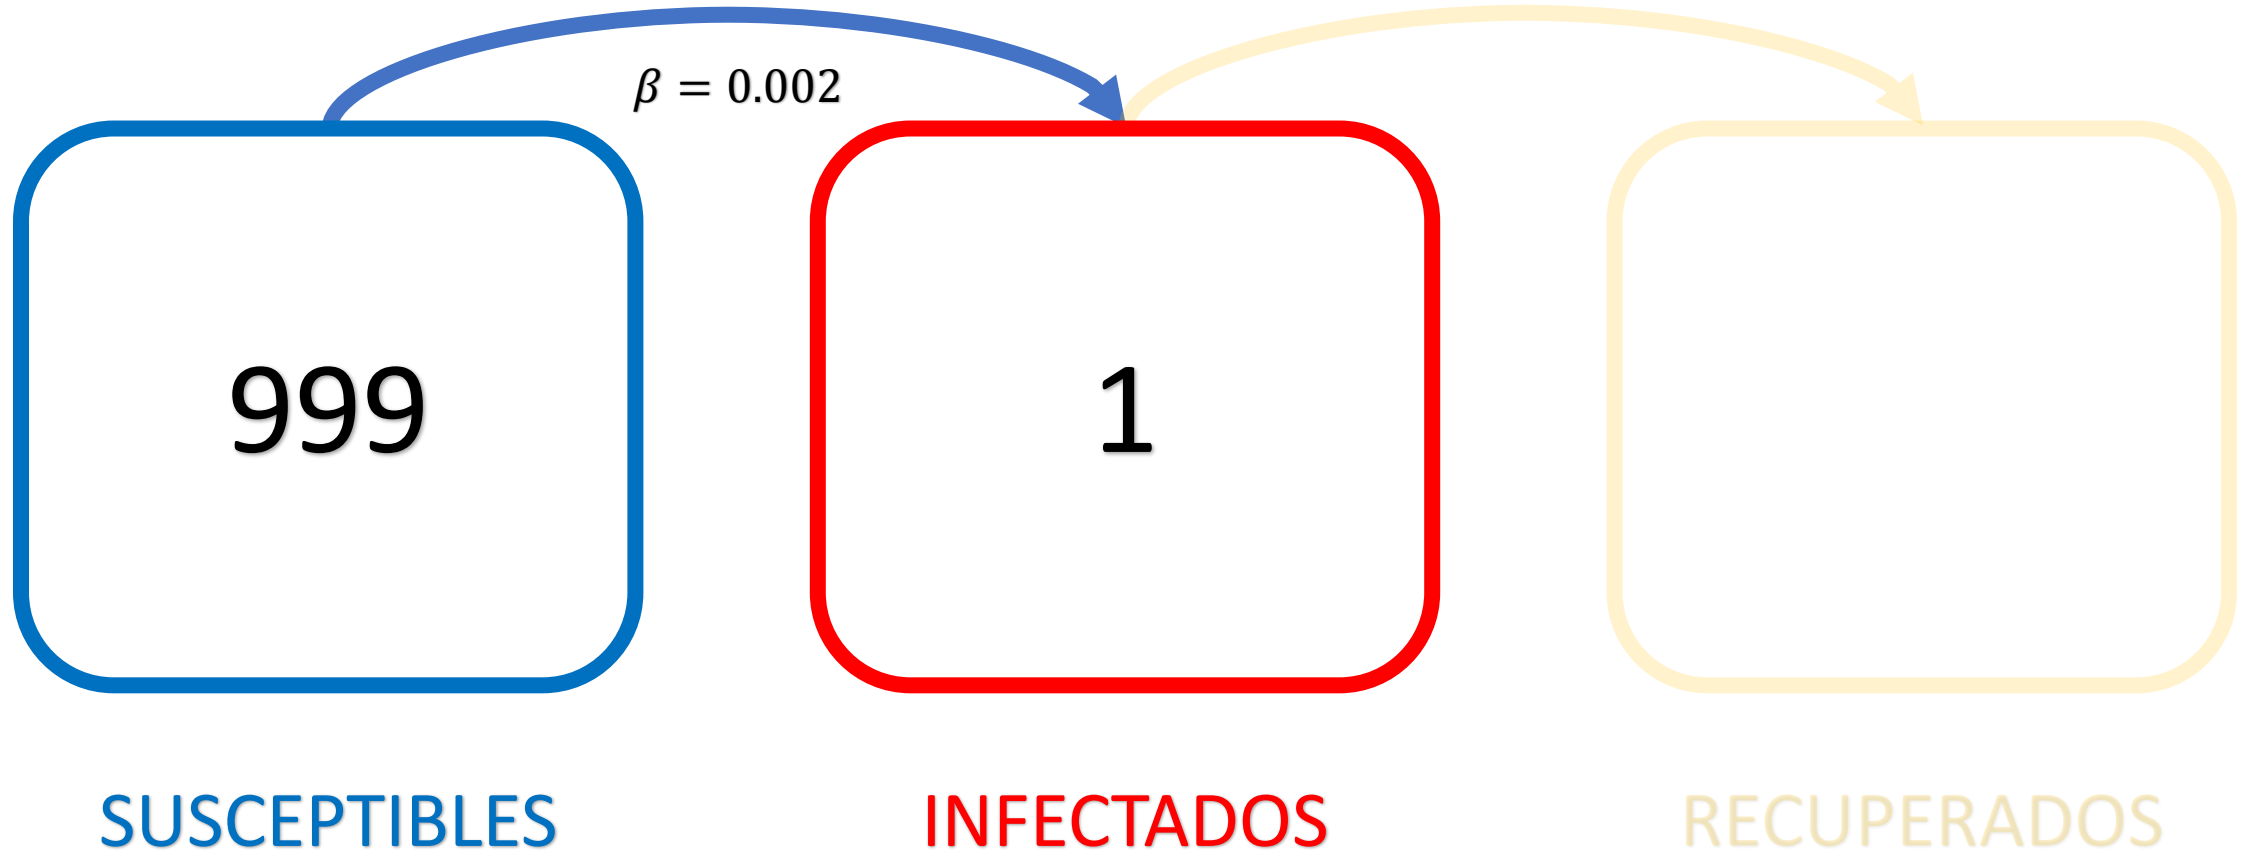 β = 0.002
999
1
SUSCEPTIBLES
INFECTADOS
RECUPERADOS